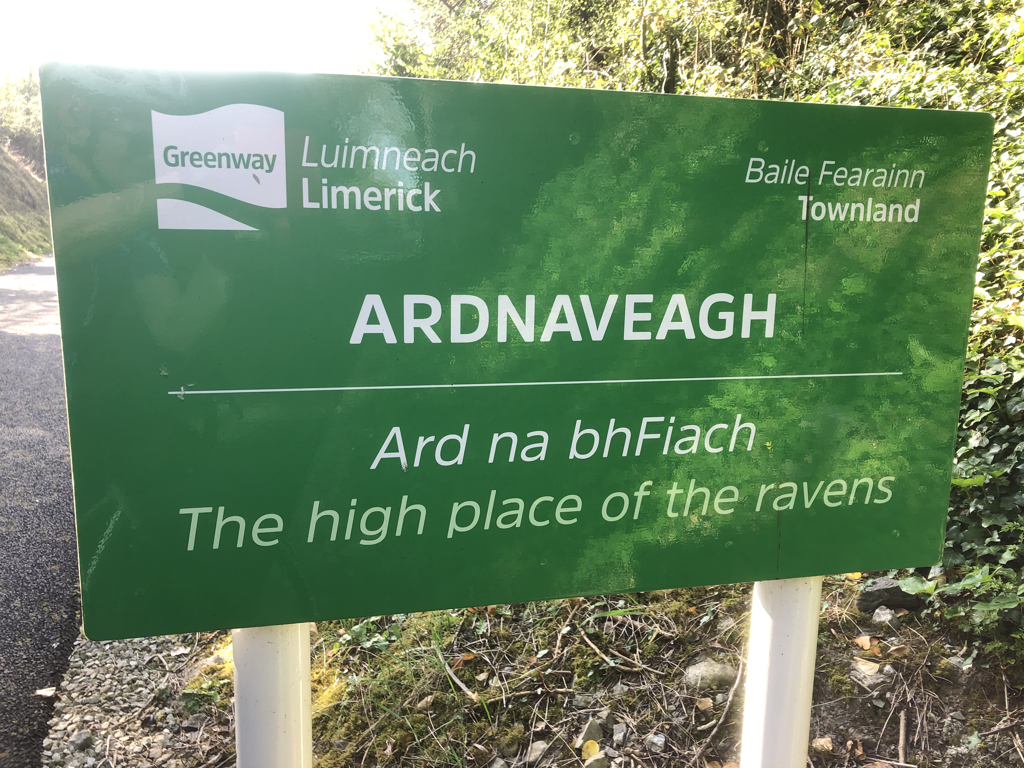 Greenway
Luimneach
Limerick
Baile Fearainn
Townland
ARDNAVEAGH
Ard na bhFiach
The high place of the ravens